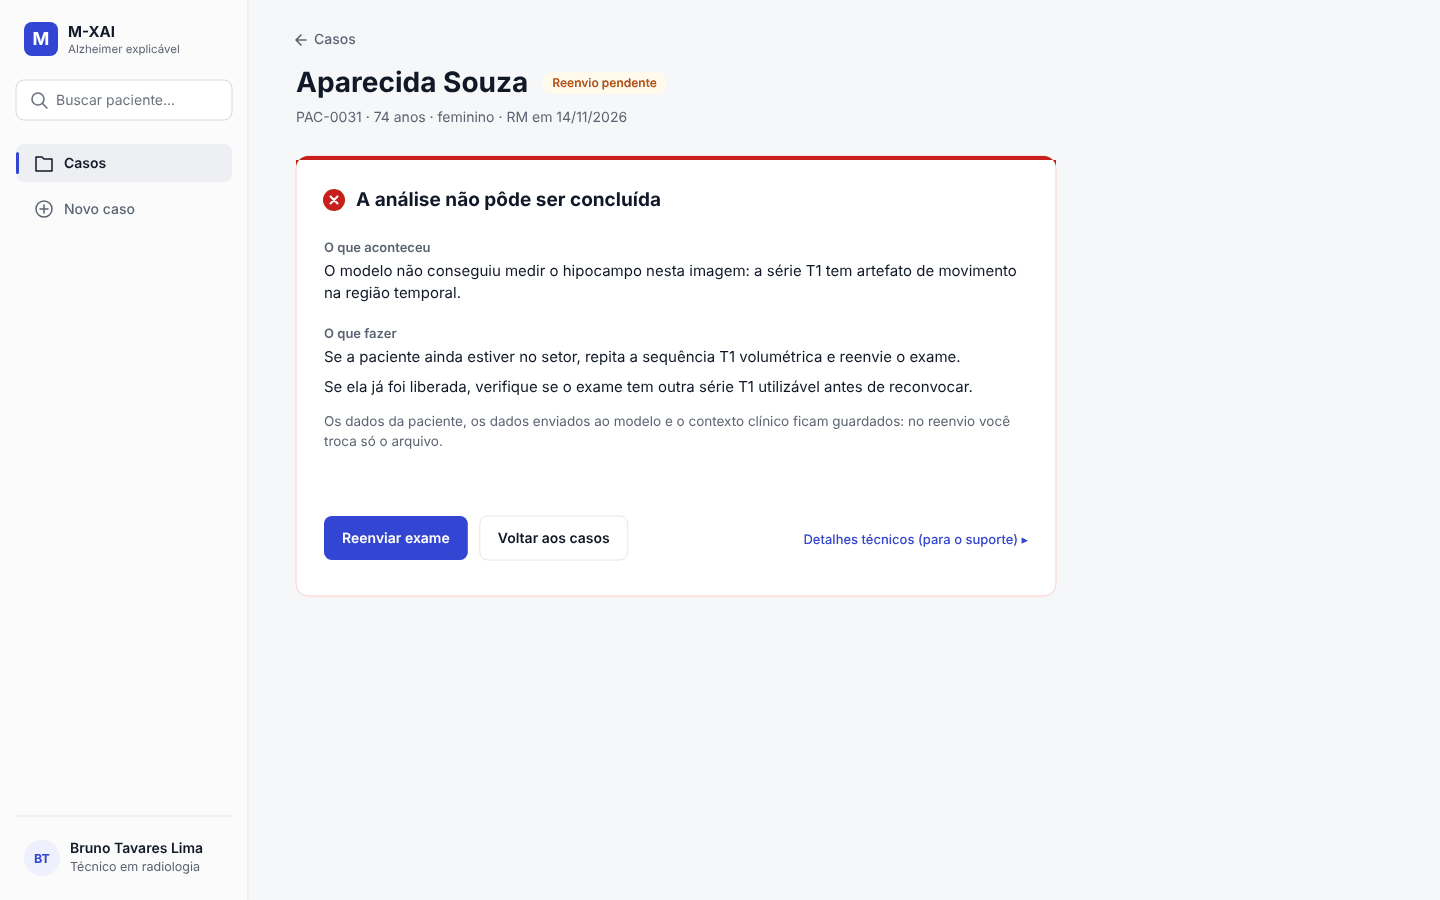 M
M-XAI
Alzheimer explicável
Buscar paciente...
Casos
Novo caso
BT
Bruno Tavares Lima
Técnico em radiologia
← Casos
Aparecida Souza
Reenvio pendente
PAC-0031 · 74 anos · feminino · RM em 14/11/2026
A análise não pôde ser concluída
O que aconteceu
O modelo não conseguiu medir o hipocampo nesta imagem: a série T1 tem artefato de movimento
na região temporal.
O que fazer
Se a paciente ainda estiver no setor, repita a sequência T1 volumétrica e reenvie o exame.
Se ela já foi liberada, verifique se o exame tem outra série T1 utilizável antes de reconvocar.
Os dados da paciente, os dados enviados ao modelo e o contexto clínico ficam guardados: no reenvio você
troca só o arquivo.
Reenviar exame
Voltar aos casos
Detalhes técnicos (para o suporte) ▸